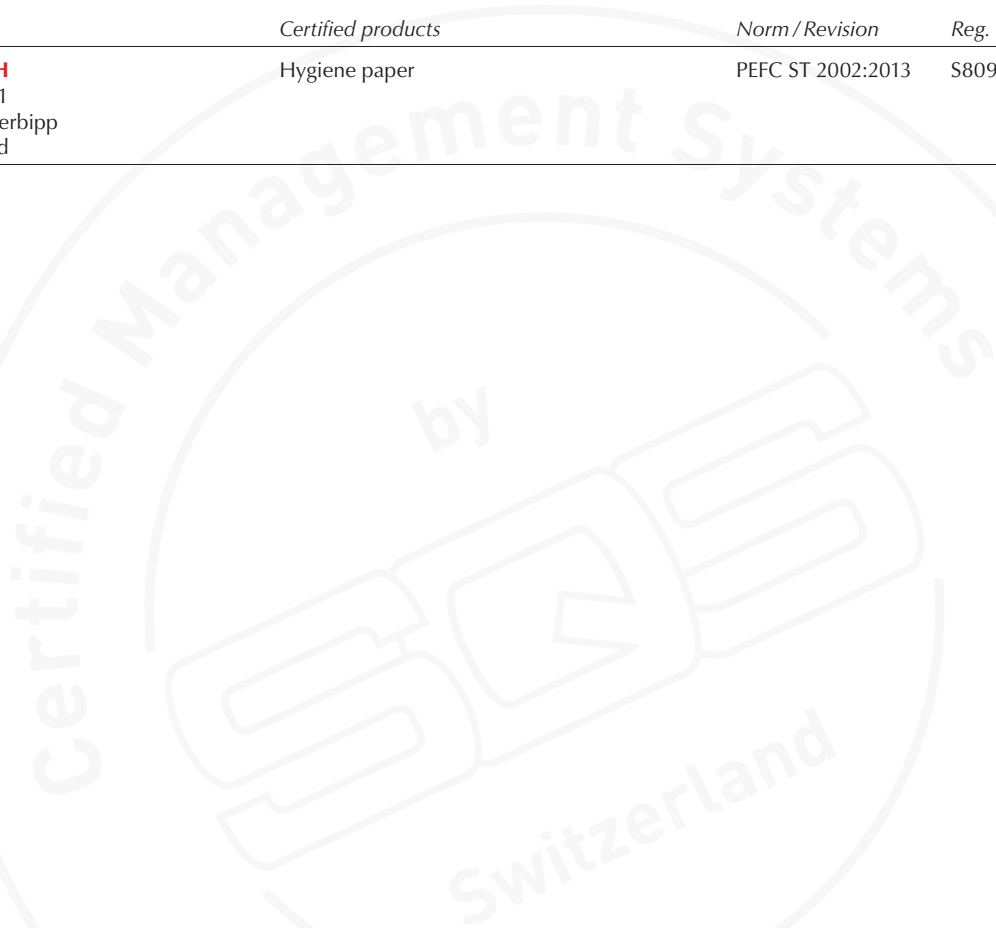 Certified products Norm / Revision Reg.
H Hygiene paper PEFC ST 2002:2013 S809
1
erbipp
d
Certified Management Systems
by
SQS
Switzerland